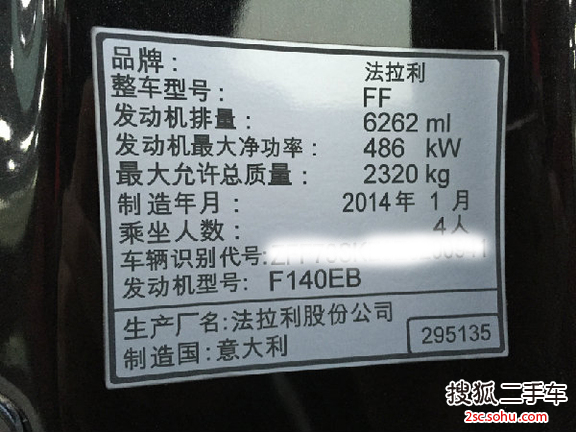 品牌: 法拉利
整车型号: FF
发动机排量: 6262 ml
发动机最大净功率: 486 kW
最大允许总质量: 2320 kg
制造年月: 2014年 1月
乘坐人数: 4人
车辆识别代号:
发动机型号: F140EB
生产厂名:法拉利股份公司
制造国:意大利 295135
搜狐二手车
2sc.sohu.com